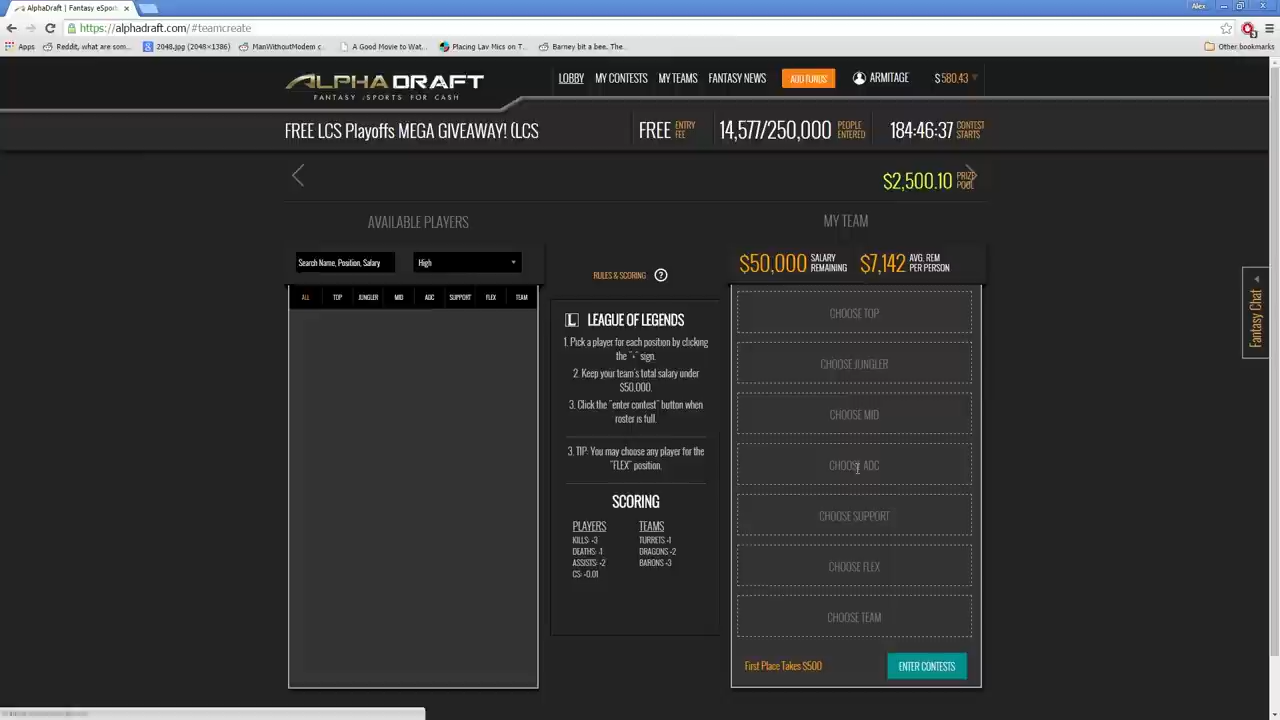 AlphaDraft | Fantasy eSport
Alex
https://alphadraft.com/#teamcreate
Apps
Reddit, what are som...
2048.jpg (2048×1386)
ManWithoutModem c...
A Good Movie to Wat...
Placing Lav Mics on T...
Barney bit a bee. The...
Other bookmarks
ALPHADRAFT
FANTASY eSPORTS FOR CASH
LOBBY
MY CONTESTS
MY TEAMS
FANTASY NEWS
ADD FUNDS
ARMITAGE
$580.43
FREE LCS Playoffs MEGA GIVEAWAY! (LCS
FREE ENTRY FEE
14,577/250,000 PEOPLE ENTERED
184:46:37 CONTEST STARTS
$2,500.10 PRIZE POOL
AVAILABLE PLAYERS
MY TEAM
Search Name, Position, Salary
High
RULES & SCORING ?
$50,000 SALARY REMAINING
$7,142 AVG. REM PER PERSON
ALL
TOP
JUNGLER
MID
ADC
SUPPORT
FLEX
TEAM
L LEAGUE OF LEGENDS
1. Pick a player for each position by clicking
the "+" sign.
2. Keep your team's total salary under
$50,000.
3. Click the "enter contest" button when
roster is full.
3. TIP: You may choose any player for the
"FLEX" position.
SCORING
PLAYERS
KILLS: +3
DEATHS: -1
ASSISTS: +2
CS: +0.01
TEAMS
TURRETS +1
DRAGONS +2
BARONS +3
CHOOSE TOP
CHOOSE JUNGLER
CHOOSE MID
CHOOSE ADC
CHOOSE SUPPORT
CHOOSE FLEX
CHOOSE TEAM
First Place Takes $500
ENTER CONTESTS
Fantasy Chat